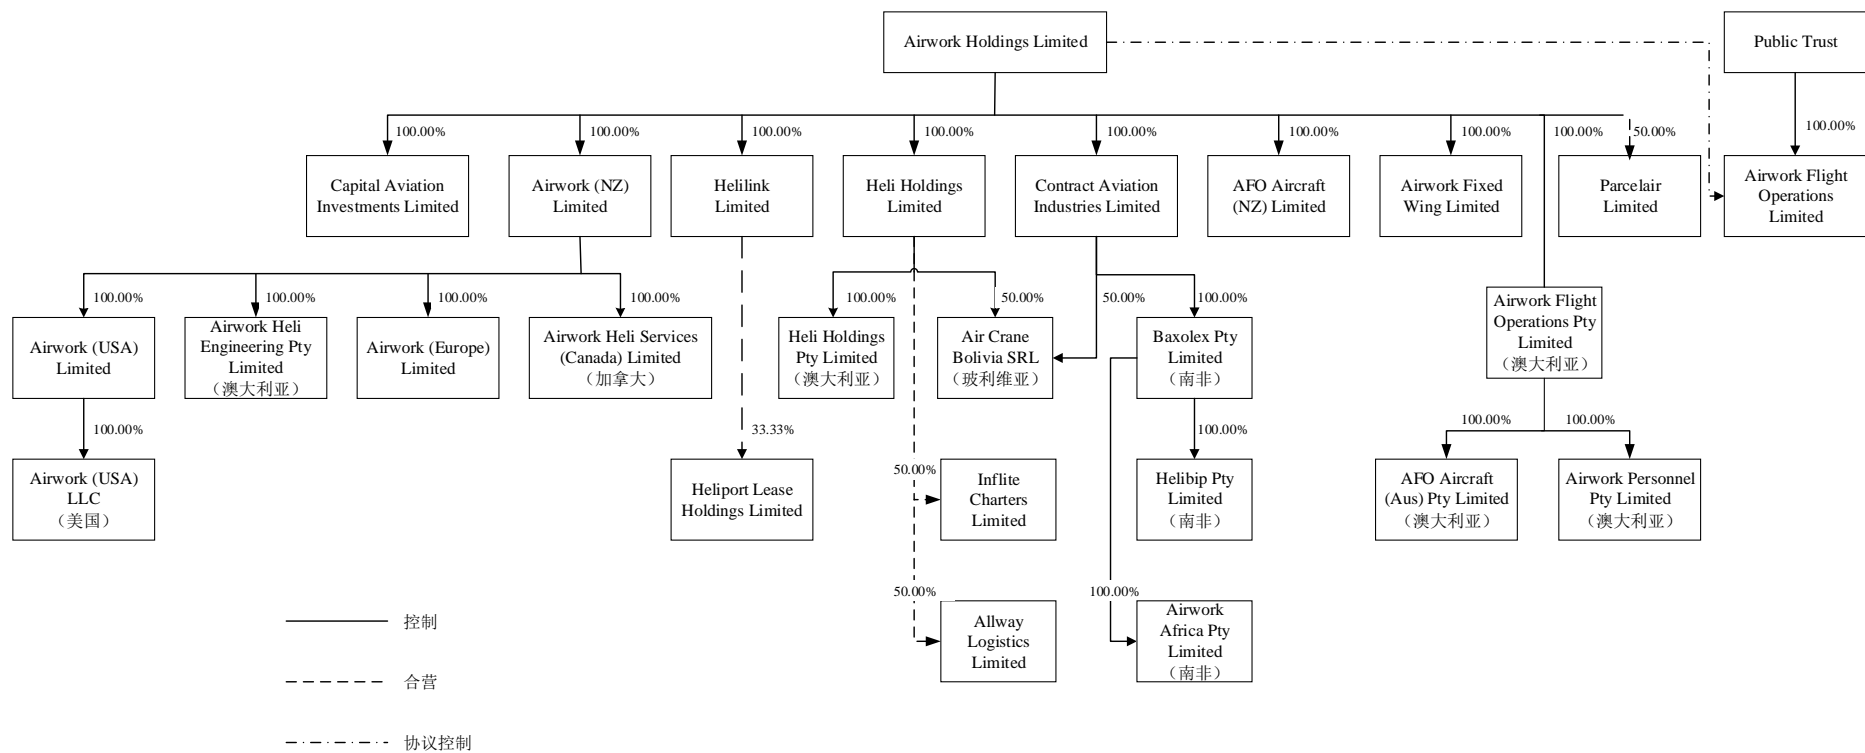 Airwork Holdings Limited
Public Trust
100.00%
100.00%
100.00%
100.00%
100.00%
100.00%
100.00%
100.00%
50.00%
100.00%
Capital Aviation
Investments Limited
Airwork (NZ)
Limited
Helilink
Limited
Heli Holdings
Limited
Contract Aviation
Industries Limited
AFO Aircraft
(NZ) Limited
Airwork Fixed
Wing Limited
Parcelair
Limited
Airwork Flight
Operations
Limited
100.00%
100.00%
100.00%
100.00%
100.00%
50.00%
50.00%
100.00%
Airwork (USA)
Limited
Airwork Heli
Engineering Pty
Limited
（澳大利亚）
Airwork (Europe)
Limited
Airwork Heli Services
(Canada) Limited
（加拿大）
Heli Holdings
Pty Limited
（澳大利亚）
Air Crane
Bolivia SRL
（玻利维亚）
Baxolex Pty
Limited
（南非）
Airwork Flight
Operations Pty
Limited
（澳大利亚）
100.00%
33.33%
50.00%
100.00%
100.00%
100.00%
Airwork (USA)
LLC
（美国）
Heliport Lease
Holdings Limited
Inflite
Charters
Limited
Helibip Pty
Limited
（南非）
AFO Aircraft
(Aus) Pty Limited
（澳大利亚）
Airwork Personnel
Pty Limited
（澳大利亚）
50.00%
100.00%
Allway
Logistics
Limited
Airwork
Africa Pty
Limited
（南非）
控制
合营
协议控制